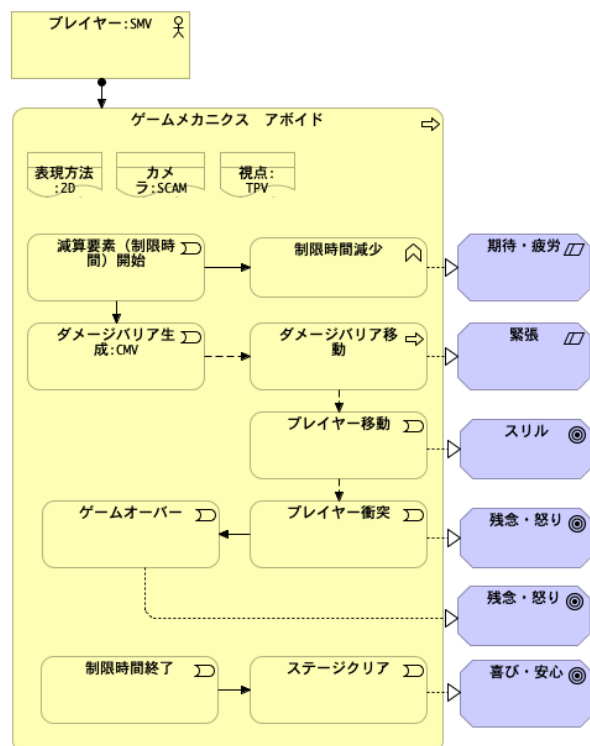 プレイヤー:SMV
ゲームメカニクス　アボイド
表現方法
:2D
カメ
ラ:SCAM
視点:
TPV
減算要素（制限時
間）開始
制限時間減少
期待・疲労
ダメージバリア生
成:CMV
ダメージバリア移
動
緊張
プレイヤー移動
スリル
ゲームオーバー
プレイヤー衝突
残念・怒り
残念・怒り
制限時間終了
ステージクリア
喜び・安心